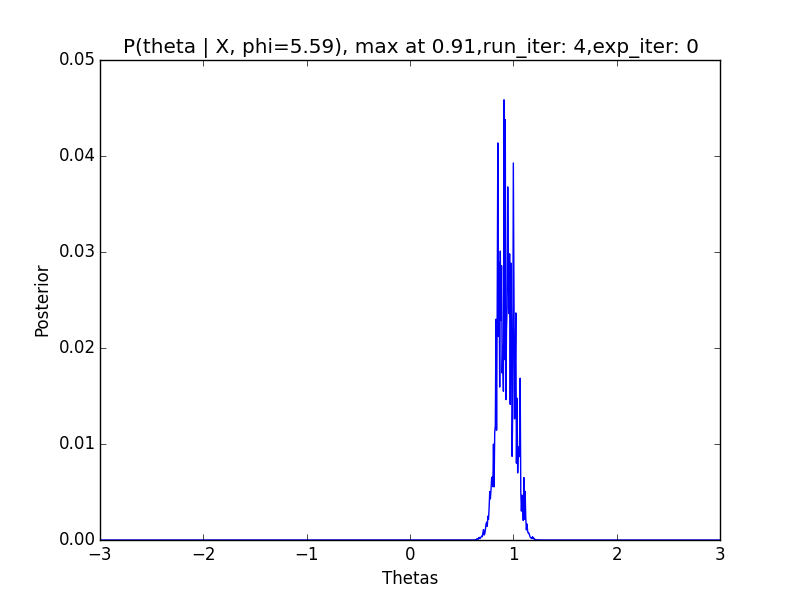 P(theta | X, phi=5.59), max at 0.91,run_iter: 4,exp_iter: 0
0.05
0.04
0.03
0.02
0.01
0.00
Posterior
−3 −2 −1 0 1 2 3
Thetas